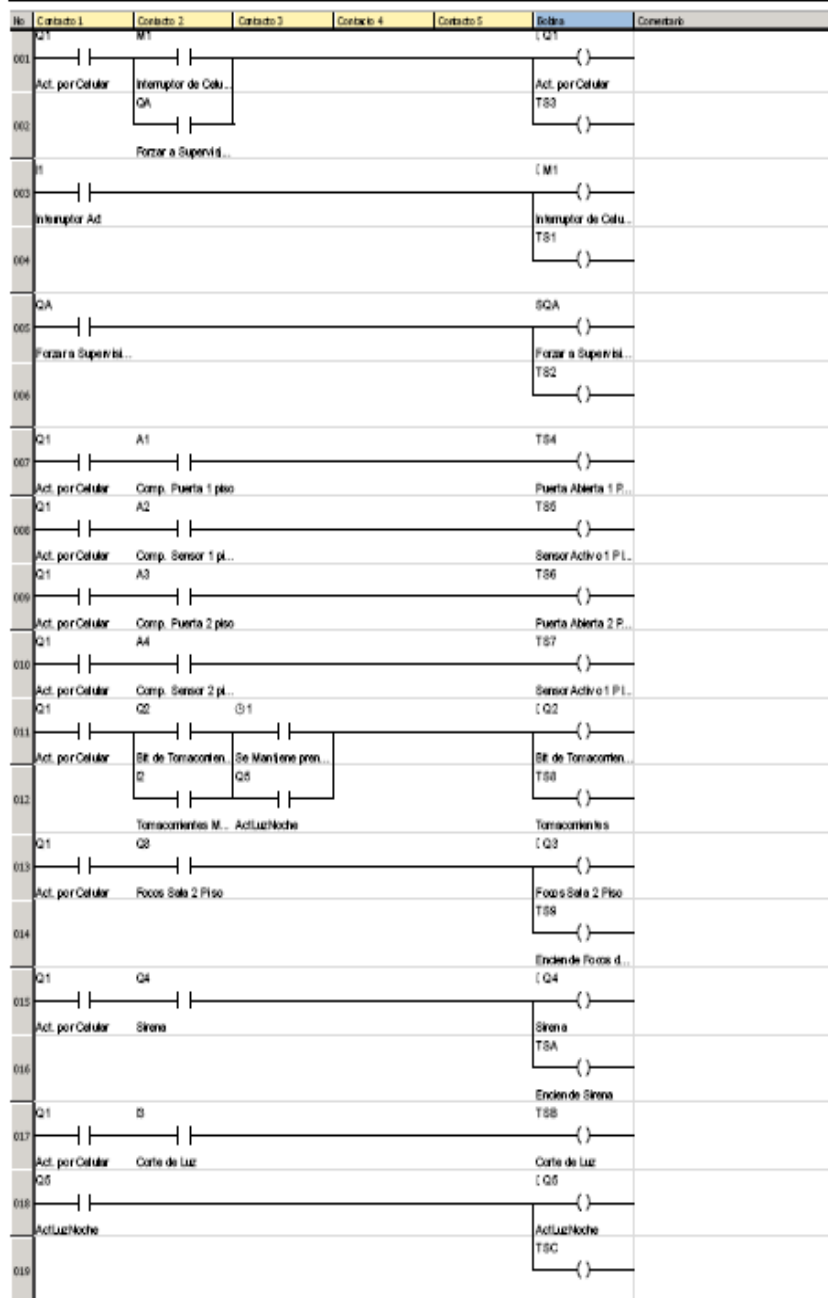 No Contacto 1 Contacto 2 Contacto 3 Contacto 4 Contacto 5 Bobina Comentario
Q1 M1 [Q1
001
Act. por Celular Interruptor de Celu... Act. por Celular
QA TS3
002
Forzar a Supervisi...
I1 [M1
003
Interruptor Act Interruptor de Celu...
TS1
004
QA SQA
005
Forzar a Supervisi... Forzar a Supervisi...
TS2
006
Q1 A1 TS4
007
Act. por Celular Comp. Puerta 1 piso Puerta Abierta 1 P...
Q1 A2 TS5
008
Act. por Celular Comp. Sensor 1 pi... Sensor Activo 1 PI...
Q1 A3 TS6
009
Act. por Celular Comp. Puerta 2 piso Puerta Abierta 2 P...
Q1 A4 TS7
010
Act. por Celular Comp. Sensor 2 pi... Sensor Activo 1 PI...
Q1 Q2 1 [Q2
011
Act. por Celular Bit de Tomacorrien... Se Mantiene pren... Bit de Tomacorrien...
I2 Q5 TS8
012
Tomacorrientes M... ActLuzNoche Tomacorrientes
Q1 Q3 [Q3
013
Act. por Celular Focos Sala 2 Piso Focos Sala 2 Piso
TS9
014
Enciende Focos d...
Q1 Q4 [Q4
015
Act. por Celular Sirena Sirena
TSA
016
Enciende Sirena
Q1 I3 TSB
017
Act. por Celular Corte de Luz Corte de Luz
Q5 [Q5
018
ActLuzNoche ActLuzNoche
TSC
019